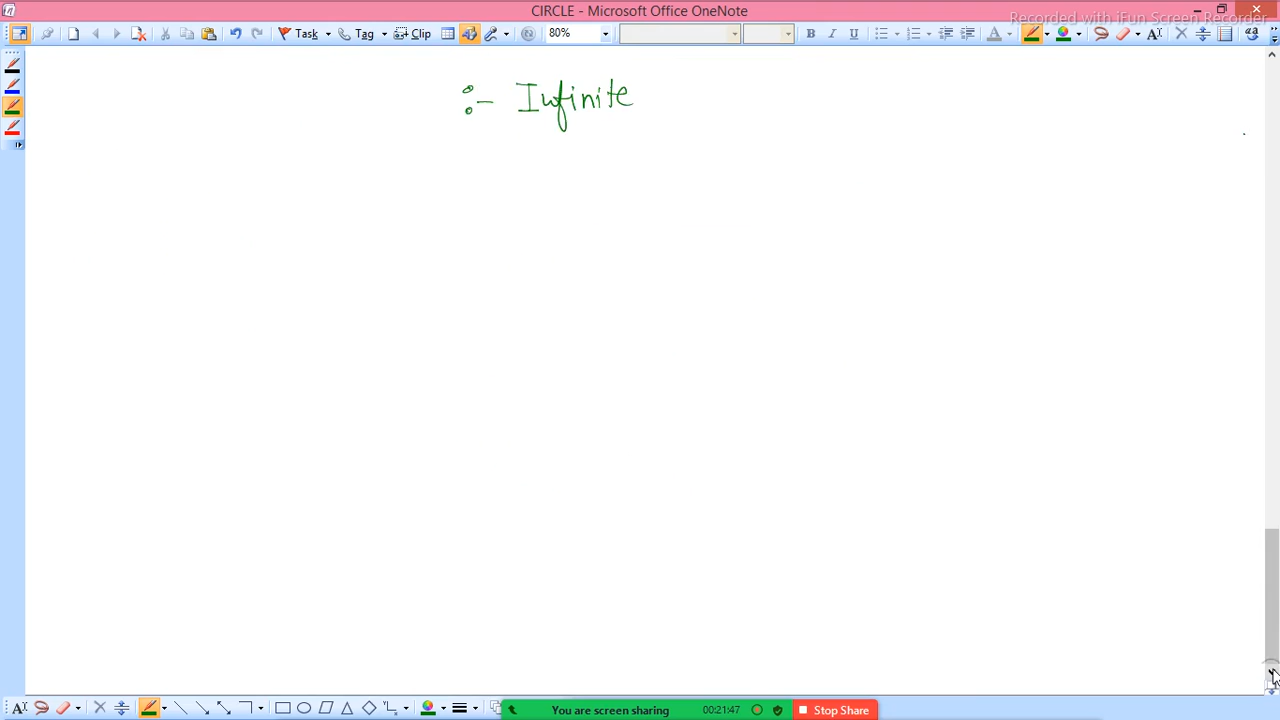 CIRCLE - Microsoft Office OneNote
Recorded with iFun Screen Recorder
Task Tag Clip 80% B I U
:- Infinite
You are screen sharing 00:21:47 Stop Share